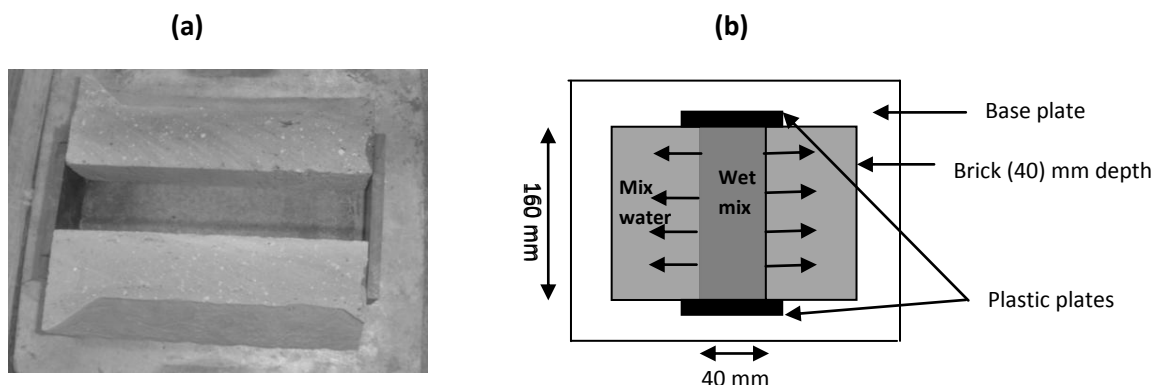 (a)
(b)
Base plate
Brick (40) mm depth
Plastic plates
160 mm
Mix
water
Wet
mix
40 mm